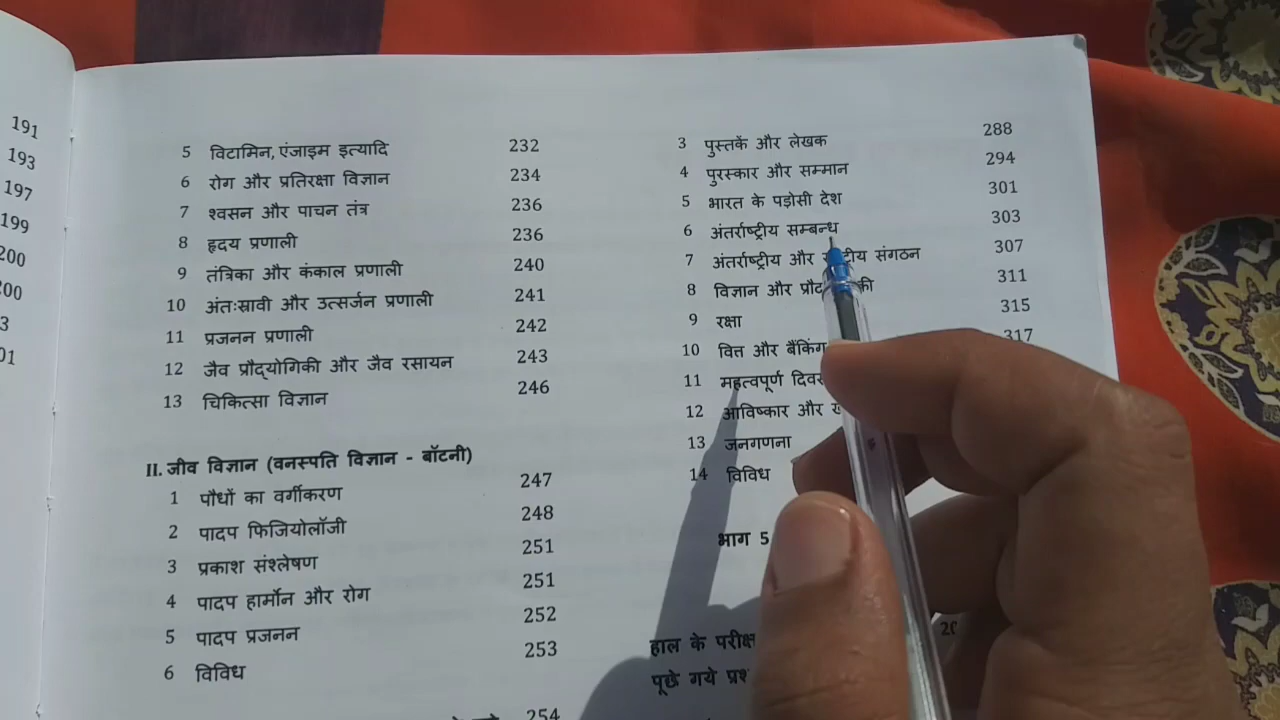 191
193
197
199
200
200
3
01
5 विटामिन, एंजाइम इत्यादि 232
6 रोग और प्रतिरक्षा विज्ञान 234
7 श्वसन और पाचन तंत्र 236
8 हृदय प्रणाली 236
9 तंत्रिका और कंकाल प्रणाली 240
10 अंतःस्रावी और उत्सर्जन प्रणाली 241
11 प्रजनन प्रणाली 242
12 जैव प्रौद्योगिकी और जैव रसायन 243
13 चिकित्सा विज्ञान 246
II. जीव विज्ञान (वनस्पति विज्ञान - बॉटनी)
1 पौधों का वर्गीकरण 247
2 पादप फिजियोलॉजी 248
3 प्रकाश संश्लेषण 251
4 पादप हार्मोन और रोग 251
5 पादप प्रजनन 252
6 विविध 253
254
3 पुस्तकें और लेखक 288
4 पुरस्कार और सम्मान 294
5 भारत के पड़ोसी देश 301
6 अंतर्राष्ट्रीय सम्बन्ध 303
7 अंतर्राष्ट्रीय और संगठन 307
8 विज्ञान और 311
9 रक्षा 315
10 वित्त और बैंकिंग 317
11 महत्वपूर्ण
12 आविष्कार और
13 जनगणना
14 विविध
भाग 5
हाल के
पूछे गये